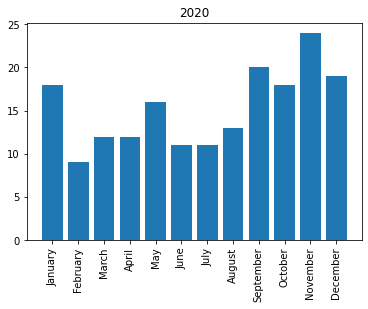 2020
25
20
15
10
5
0
January
February
March
April
May
June
July
August
September
October
November
December